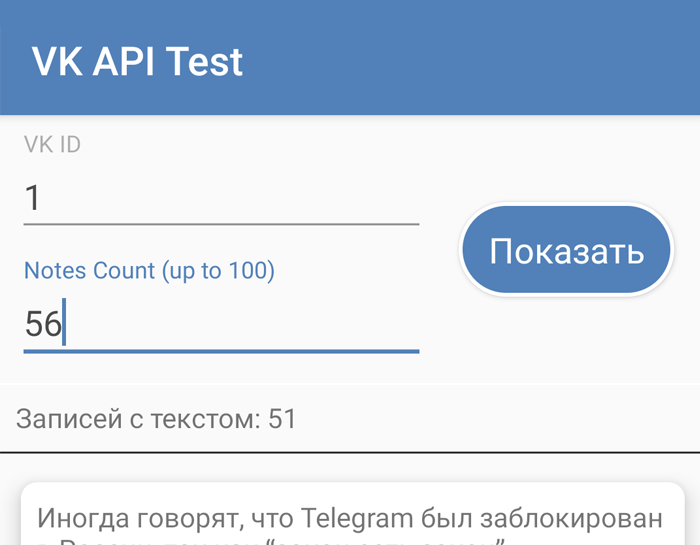 VK API Test
VK ID
1
Показать
Notes Count (up to 100)
56
Записей с текстом: 51
Иногда говорят, что Telegram был заблокирован